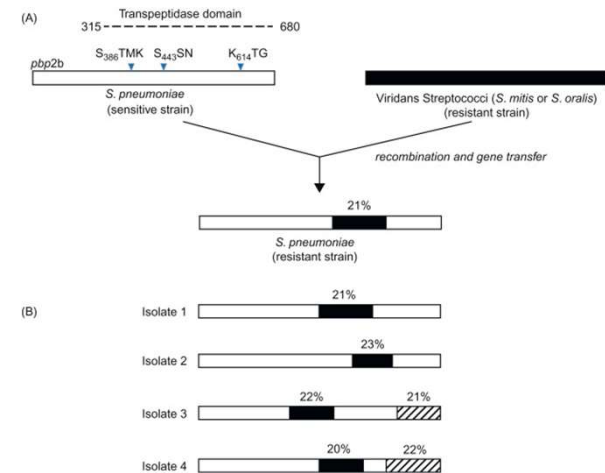 (A)
Transpeptidase domain
315 680
S386TMK S443SN K614TG
pbp2b
S. pneumoniae
(sensitive strain)
Viridans Streptococci (S. mitis or S. oralis)
(resistant strain)
recombination and gene transfer
21%
S. pneumoniae
(resistant strain)
(B)
21%
Isolate 1
23%
Isolate 2
22% 21%
Isolate 3
20% 22%
Isolate 4